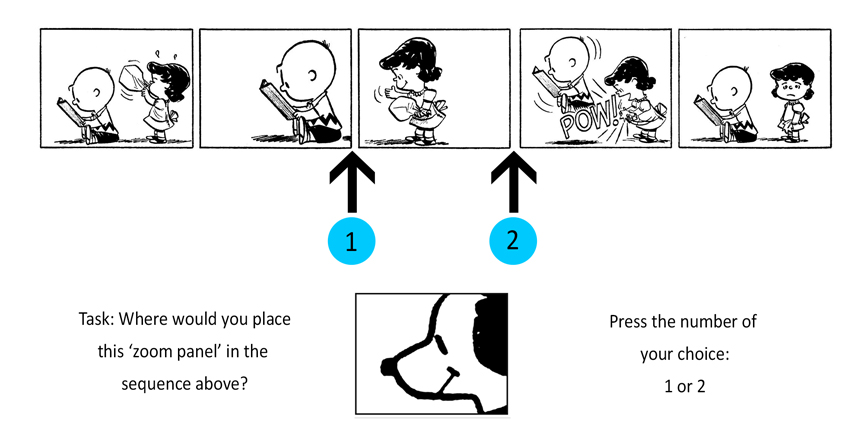 POW!
1
2
Task: Where would you place
this ‘zoom panel’ in the
sequence above?
Press the number of
your choice:
1 or 2